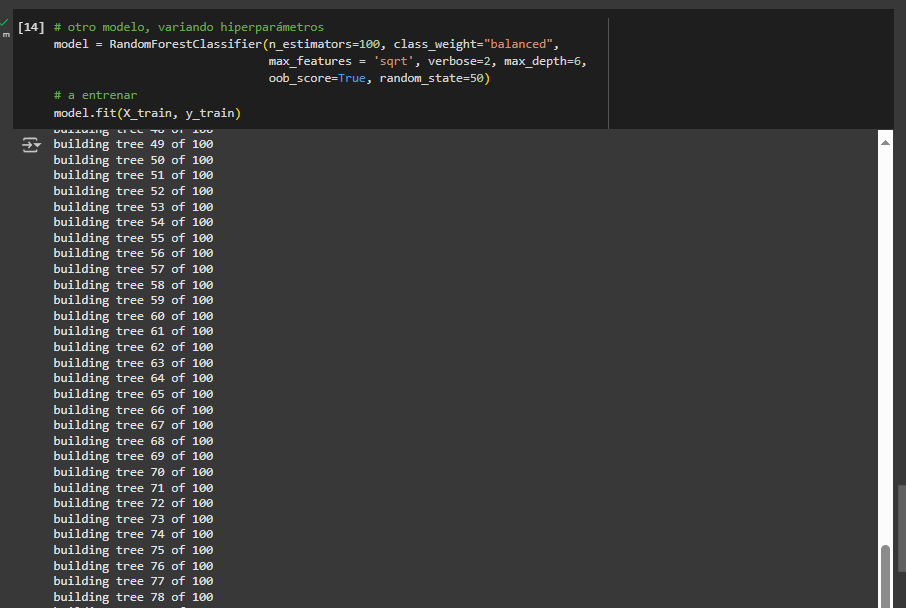 [14] # otro modelo, variando hiperparámetros
model = RandomForestClassifier(n_estimators=100, class_weight="balanced",
max_features = 'sqrt', verbose=2, max_depth=6,
oob_score=True, random_state=50)
# a entrenar
m
model.fit(X_train, y_train)
building tree 48 of 100
building tree 49 of 100
building tree 50 of 100
building tree 51 of 100
building tree 52 of 100
building tree 53 of 100
building tree 54 of 100
building tree 55 of 100
building tree 56 of 100
building tree 57 of 100
building tree 58 of 100
building tree 59 of 100
building tree 60 of 100
building tree 61 of 100
building tree 62 of 100
building tree 63 of 100
building tree 64 of 100
building tree 65 of 100
building tree 66 of 100
building tree 67 of 100
building tree 68 of 100
building tree 69 of 100
building tree 70 of 100
building tree 71 of 100
building tree 72 of 100
building tree 73 of 100
building tree 74 of 100
building tree 75 of 100
building tree 76 of 100
building tree 77 of 100
building tree 78 of 100